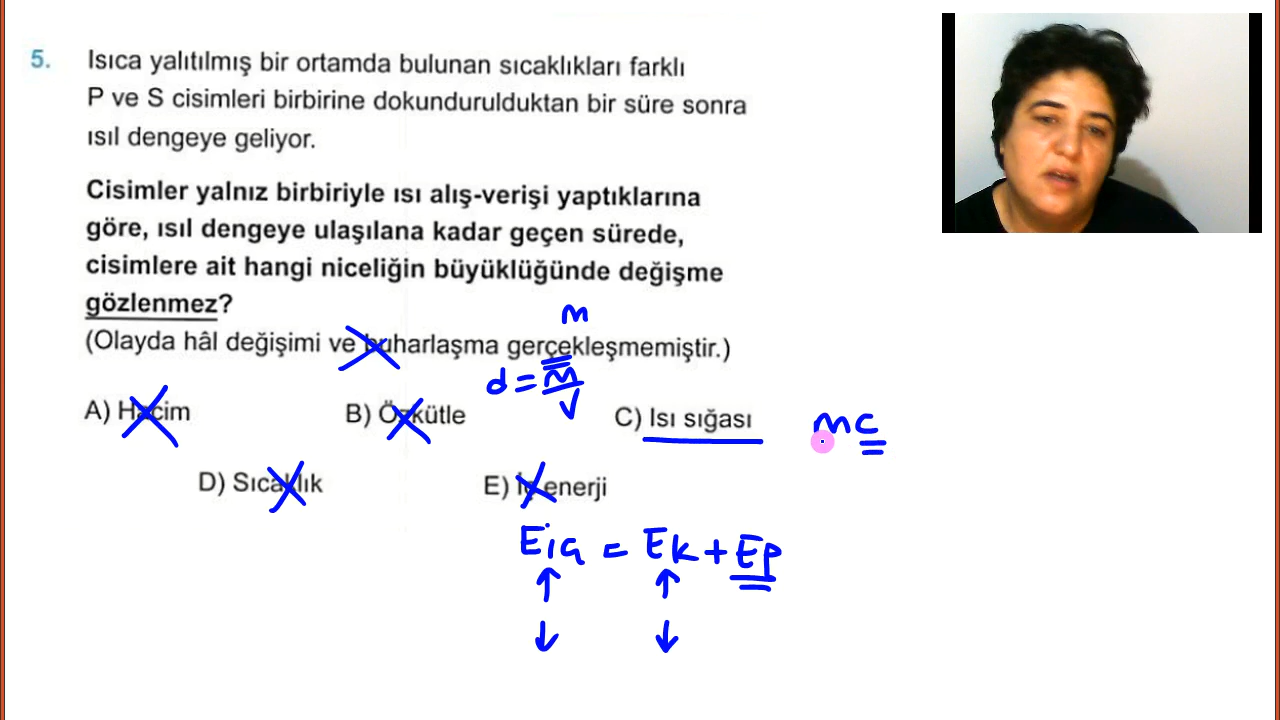 5. Isıca yalıtılmış bir ortamda bulunan sıcaklıkları farklı
P ve S cisimleri birbirine dokundurulduktan bir süre sonra
ısıl dengeye geliyor.
Cisimler yalnız birbiriyle ısı alış-verişi yaptıklarına
göre, ısıl dengeye ulaşılana kadar geçen sürede,
cisimlere ait hangi niceliğin büyüklüğünde değişme
gözlenmez?
m
(Olayda hâl değişimi ve buharlaşma gerçekleşmemiştir.)
d = m/V
A) Hacim B) Özkütle C) Isı sığası mc
D) Sıcaklık E) İç enerji
Eiç = Ek + Ep
↑ ↑
↓ ↓